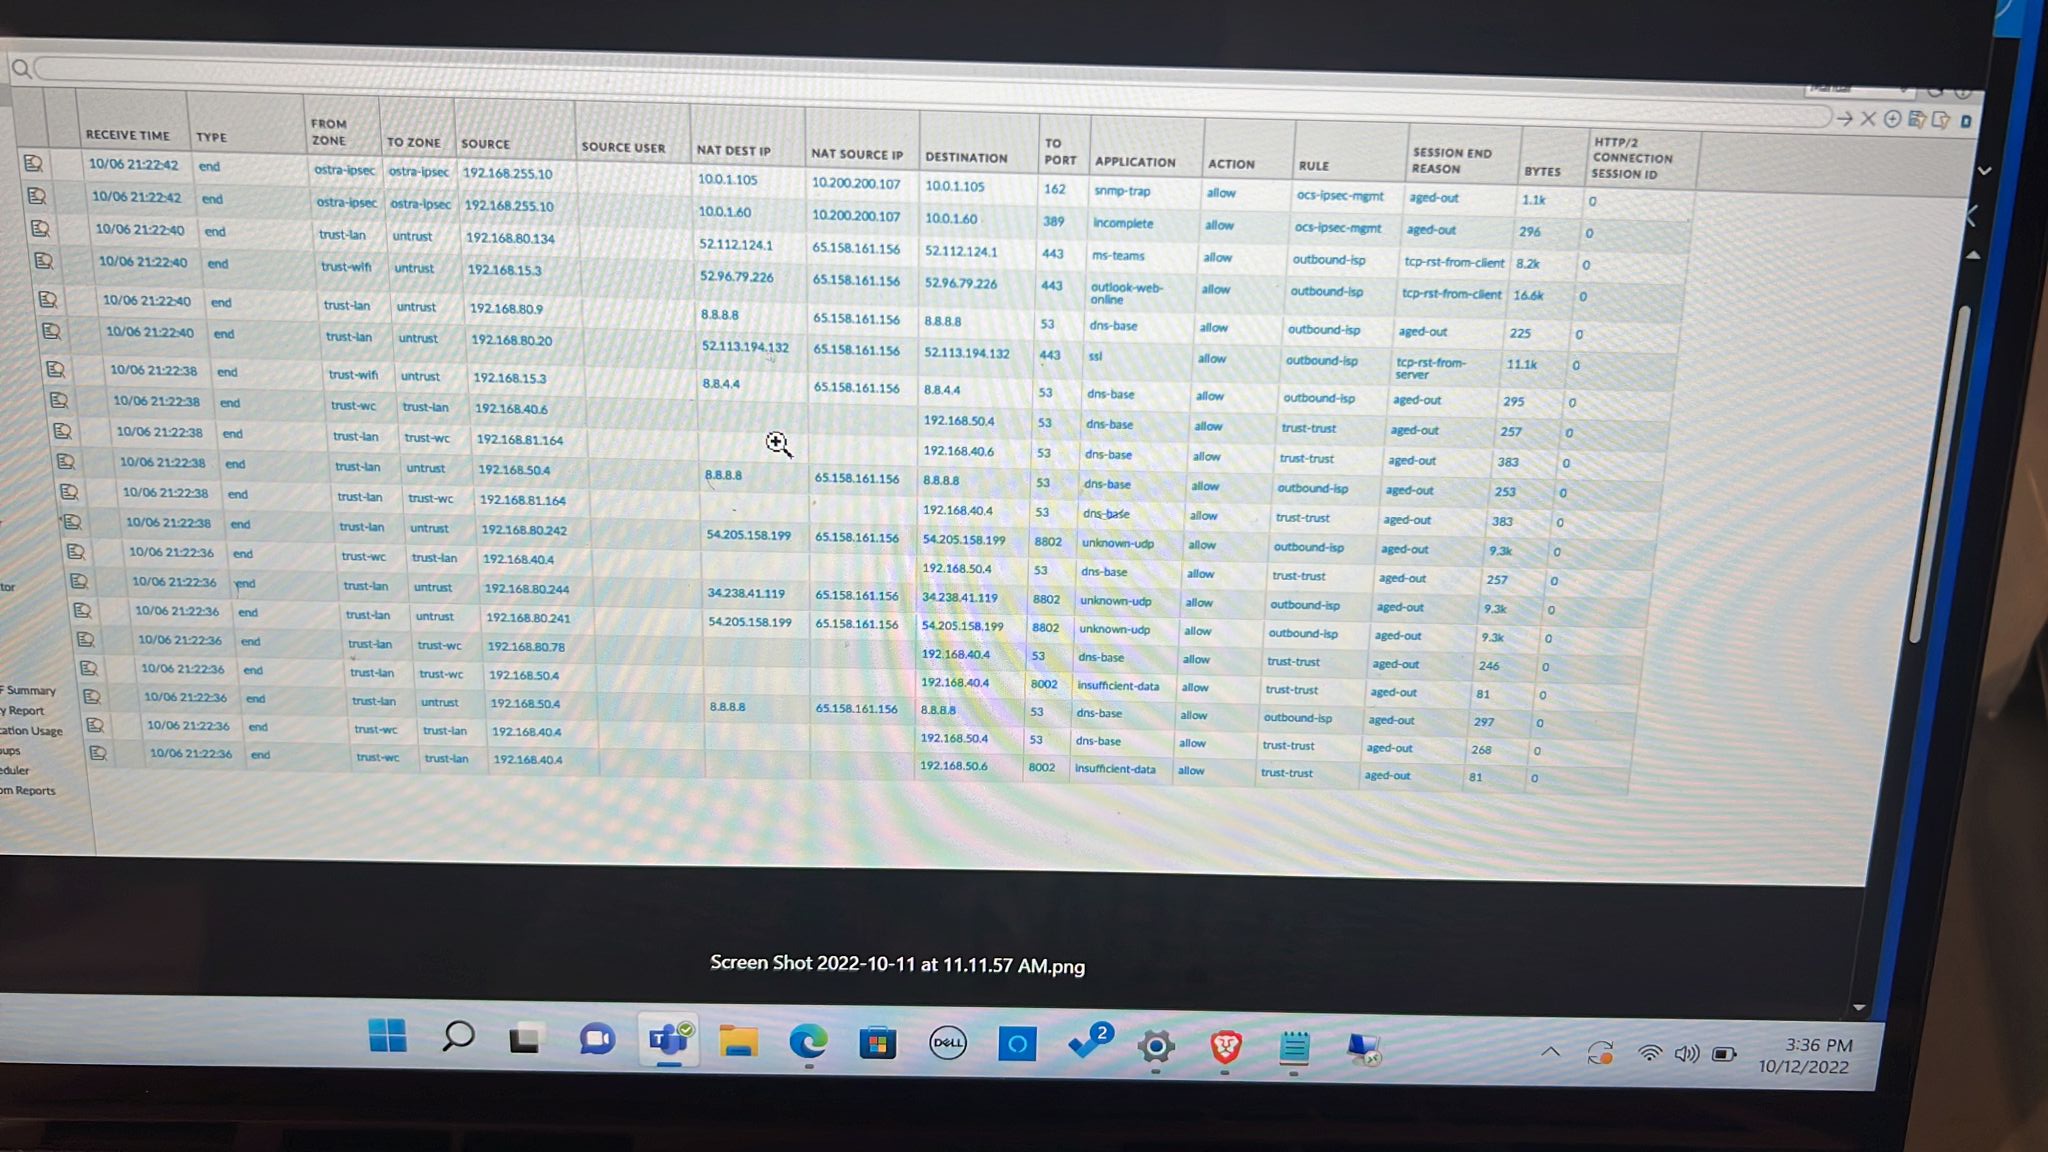 RECEIVE TIME TYPE FROM ZONE TO ZONE SOURCE SOURCE USER NAT DEST IP NAT SOURCE IP DESTINATION TO PORT APPLICATION ACTION RULE SESSION END REASON BYTES HTTP/2 CONNECTION SESSION ID
10/06 21:22:42 end ostra-ipsec ostra-ipsec 192.168.255.10 10.0.1.105 10.200.200.107 10.0.1.105 162 snmp-trap allow ocs-ipsec-mgmt aged-out 1.1k 0
10/06 21:22:42 end ostra-ipsec ostra-ipsec 192.168.255.10 10.0.1.60 10.200.200.107 10.0.1.60 389 incomplete allow ocs-ipsec-mgmt aged-out 296 0
10/06 21:22:40 end trust-lan untrust 192.168.80.134 52.112.124.1 65.158.161.156 52.112.124.1 443 ms-teams allow outbound-isp tcp-rst-from-client 8.2k 0
10/06 21:22:40 end trust-wifi untrust 192.168.15.3 52.96.79.226 65.158.161.156 52.96.79.226 443 outlook-web-online allow outbound-isp tcp-rst-from-client 16.6k 0
10/06 21:22:40 end trust-lan untrust 192.168.80.9 8.8.8.8 65.158.161.156 8.8.8.8 53 dns-base allow outbound-isp aged-out 225 0
10/06 21:22:40 end trust-lan untrust 192.168.80.20 52.113.194.132 65.158.161.156 52.113.194.132 443 ssl allow outbound-isp tcp-rst-from-server 11.1k 0
10/06 21:22:38 end trust-wifi untrust 192.168.15.3 8.8.4.4 65.158.161.156 8.8.4.4 53 dns-base allow outbound-isp aged-out 295 0
10/06 21:22:38 end trust-wc trust-lan 192.168.40.6 192.168.50.4 53 dns-base allow trust-trust aged-out 257 0
10/06 21:22:38 end trust-lan trust-wc 192.168.81.164 192.168.40.6 53 dns-base allow trust-trust aged-out 383 0
10/06 21:22:38 end trust-lan untrust 192.168.50.4 8.8.8.8 65.158.161.156 8.8.8.8 53 dns-base allow outbound-isp aged-out 253 0
10/06 21:22:38 end trust-lan trust-wc 192.168.81.164 192.168.40.4 53 dns-base allow trust-trust aged-out 383 0
10/06 21:22:38 end trust-lan untrust 192.168.80.242 54.205.158.199 65.158.161.156 54.205.158.199 8802 unknown-udp allow outbound-isp aged-out 9.3k 0
10/06 21:22:36 end trust-wc trust-lan 192.168.40.4 192.168.50.4 53 dns-base allow trust-trust aged-out 257 0
10/06 21:22:36 end trust-lan untrust 192.168.80.244 34.238.41.119 65.158.161.156 34.238.41.119 8802 unknown-udp allow outbound-isp aged-out 9.3k 0
10/06 21:22:36 end trust-lan untrust 192.168.80.241 54.205.158.199 65.158.161.156 54.205.158.199 8802 unknown-udp allow outbound-isp aged-out 9.3k 0
10/06 21:22:36 end trust-lan trust-wc 192.168.80.78 192.168.40.4 53 dns-base allow trust-trust aged-out 246 0
10/06 21:22:36 end trust-lan trust-wc 192.168.50.4 192.168.40.4 8002 insufficient-data allow trust-trust aged-out 81 0
10/06 21:22:36 end trust-lan untrust 192.168.50.4 8.8.8.8 65.158.161.156 8.8.8.8 53 dns-base allow outbound-isp aged-out 297 0
10/06 21:22:36 end trust-wc trust-lan 192.168.40.4 192.168.50.4 53 dns-base allow trust-trust aged-out 268 0
10/06 21:22:36 end trust-wc trust-lan 192.168.40.4 192.168.50.6 8002 insufficient-data allow trust-trust aged-out 81 0
tor
F Summary
y Report
cation Usage
oups
eduler
om Reports
Screen Shot 2022-10-11 at 11.11.57 AM.png
DELL
2
3:36 PM
10/12/2022